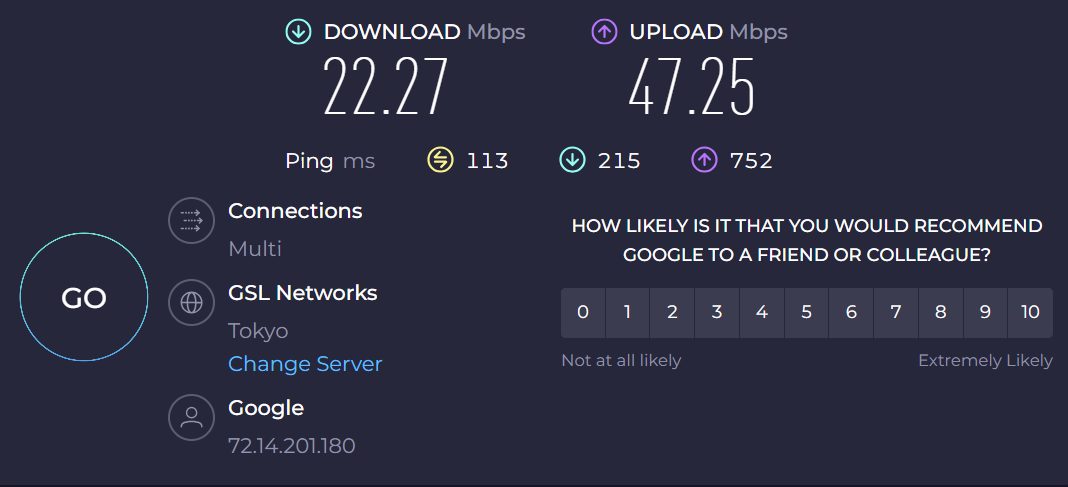 DOWNLOAD Mbps
22.27
UPLOAD Mbps
47.25
Ping ms 113 215 752
GO
Connections
Multi
GSL Networks
Tokyo
Change Server
Google
72.14.201.180
HOW LIKELY IS IT THAT YOU WOULD RECOMMEND
GOOGLE TO A FRIEND OR COLLEAGUE?
0 1 2 3 4 5 6 7 8 9 10
Not at all likely Extremely Likely